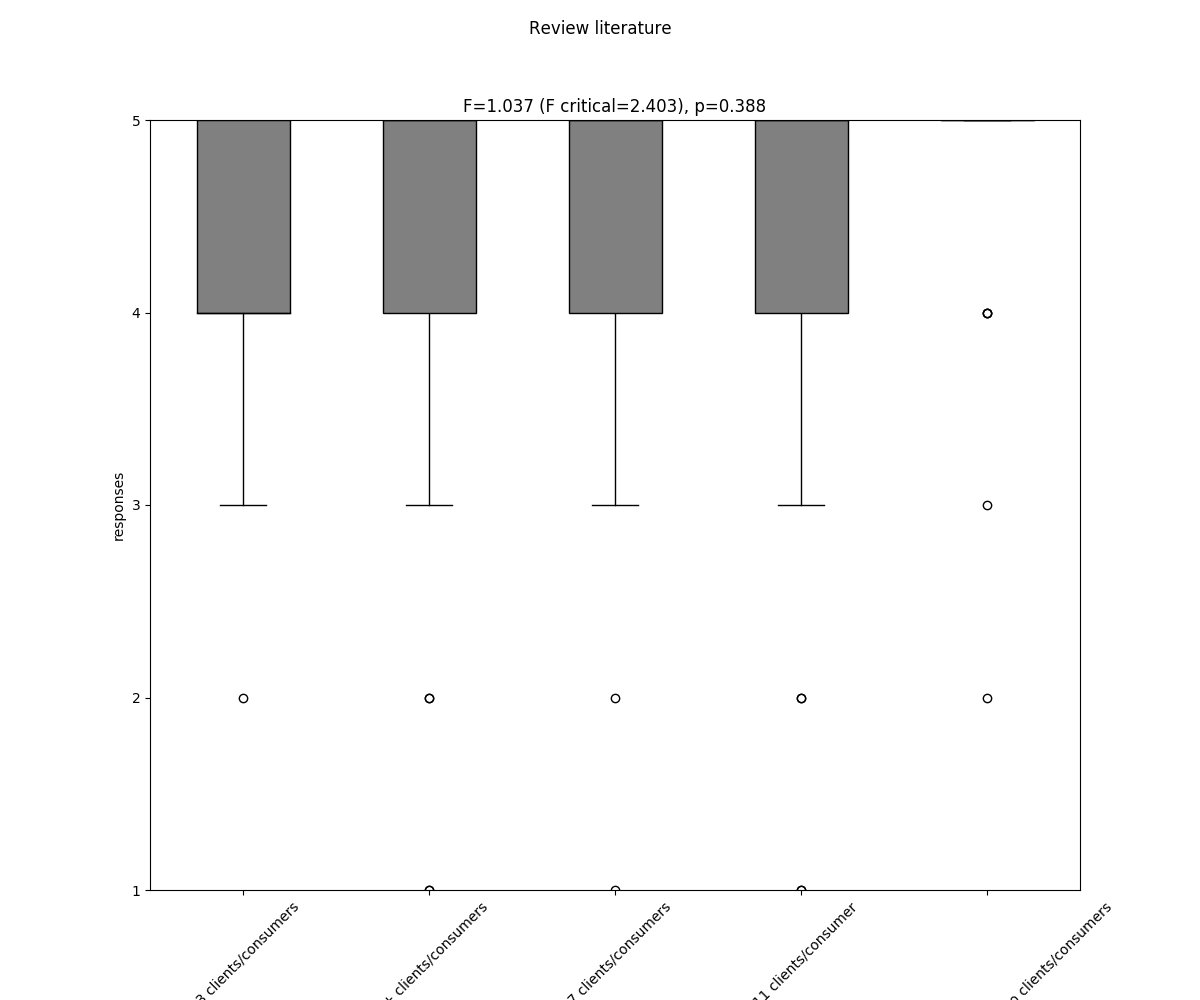 Review literature
F=1.037 (F critical=2.403), p=0.388
5
4
3
2
1
responses
3 clients/consumers
clients/consumers
7 clients/consumers
11 clients/consumer
clients/consumers